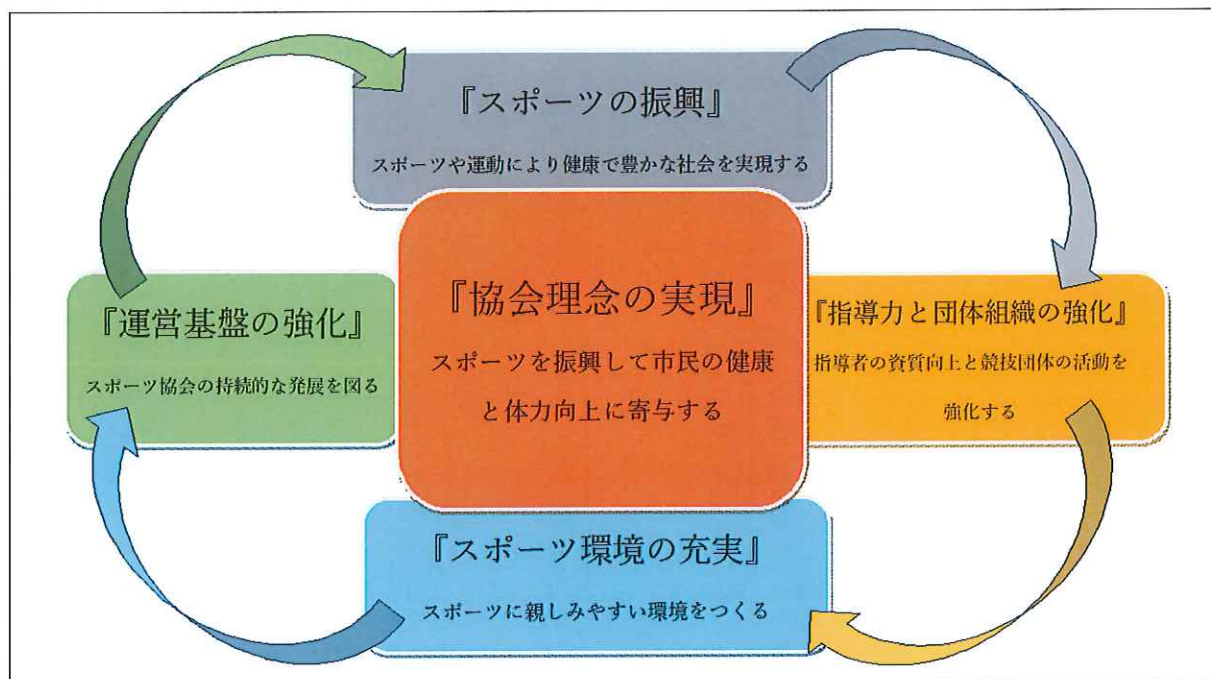 『スポーツの振興』
スポーツや運動により健康で豊かな社会を実現する
『運営基盤の強化』
スポーツ協会の持続的な発展を図る
『協会理念の実現』
スポーツを振興して市民の健康
と体力向上に寄与する
『指導力と団体組織の強化』
指導者の資質向上と競技団体の活動を
強化する
『スポーツ環境の充実』
スポーツに親しみやすい環境をつくる